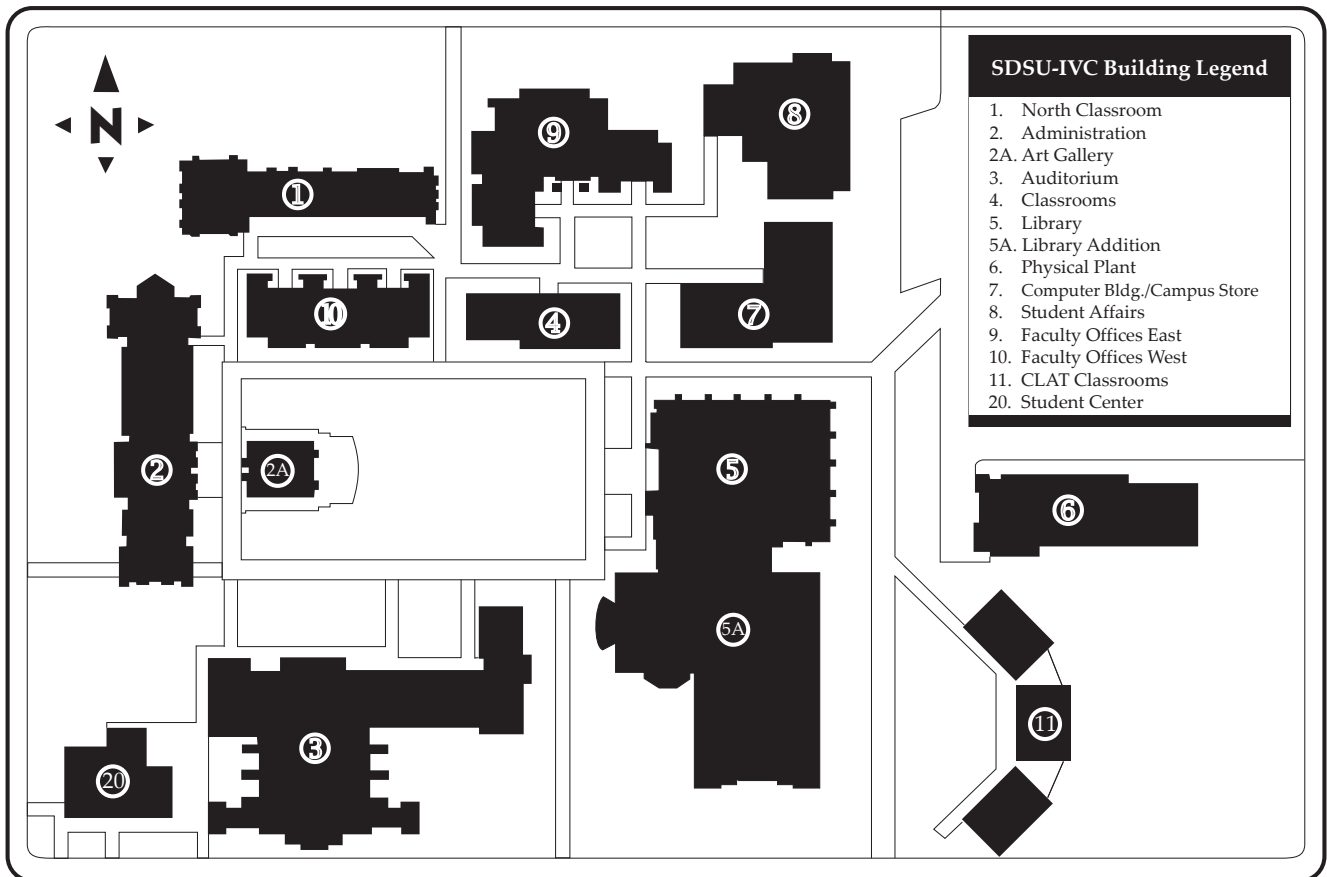 N
SDSU-IVC Building Legend
1. North Classroom
2. Administration
2A. Art Gallery
3. Auditorium
4. Classrooms
5. Library
5A. Library Addition
6. Physical Plant
7. Computer Bldg./Campus Store
8. Student Affairs
9. Faculty Offices East
10. Faculty Offices West
11. CLAT Classrooms
20. Student Center
8
9
1
10
4
7
2
2A
5
6
5A
11
3
20